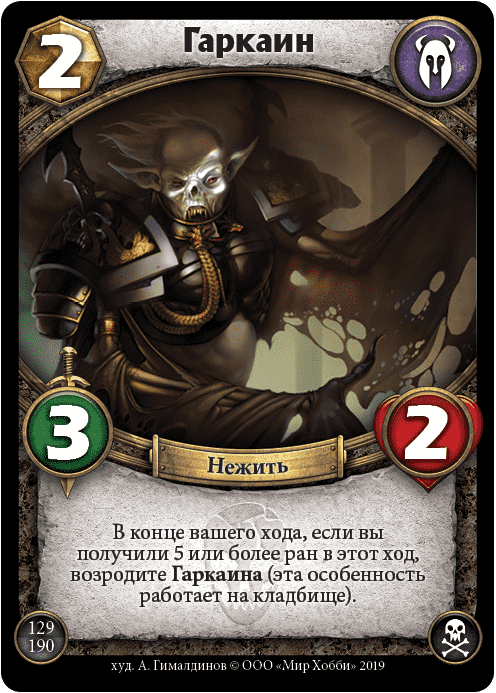 2
Гаркаин
3
2
Нежить
В конце вашего хода, если вы
получили 5 или более ран в этот ход,
возродите Гаркаина (эта особенность
работает на кладбище).
129
190
худ. А. Гималдинов © ООО «Мир Хобби» 2019